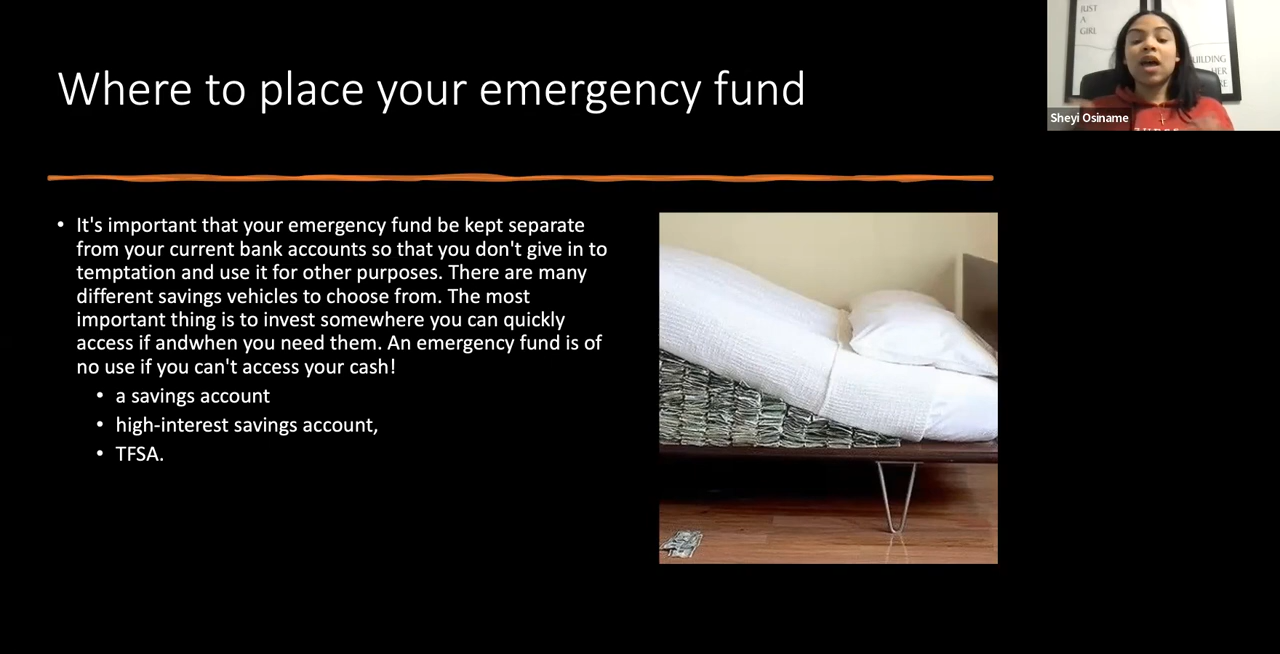 Where to place your emergency fund
• It's important that your emergency fund be kept separate
from your current bank accounts so that you don't give in to
temptation and use it for other purposes. There are many
different savings vehicles to choose from. The most
important thing is to invest somewhere you can quickly
access if andwhen you need them. An emergency fund is of
no use if you can't access your cash!
• a savings account
• high-interest savings account,
• TFSA.
JUST
A
GIRL
HER
Sheyi Osiname